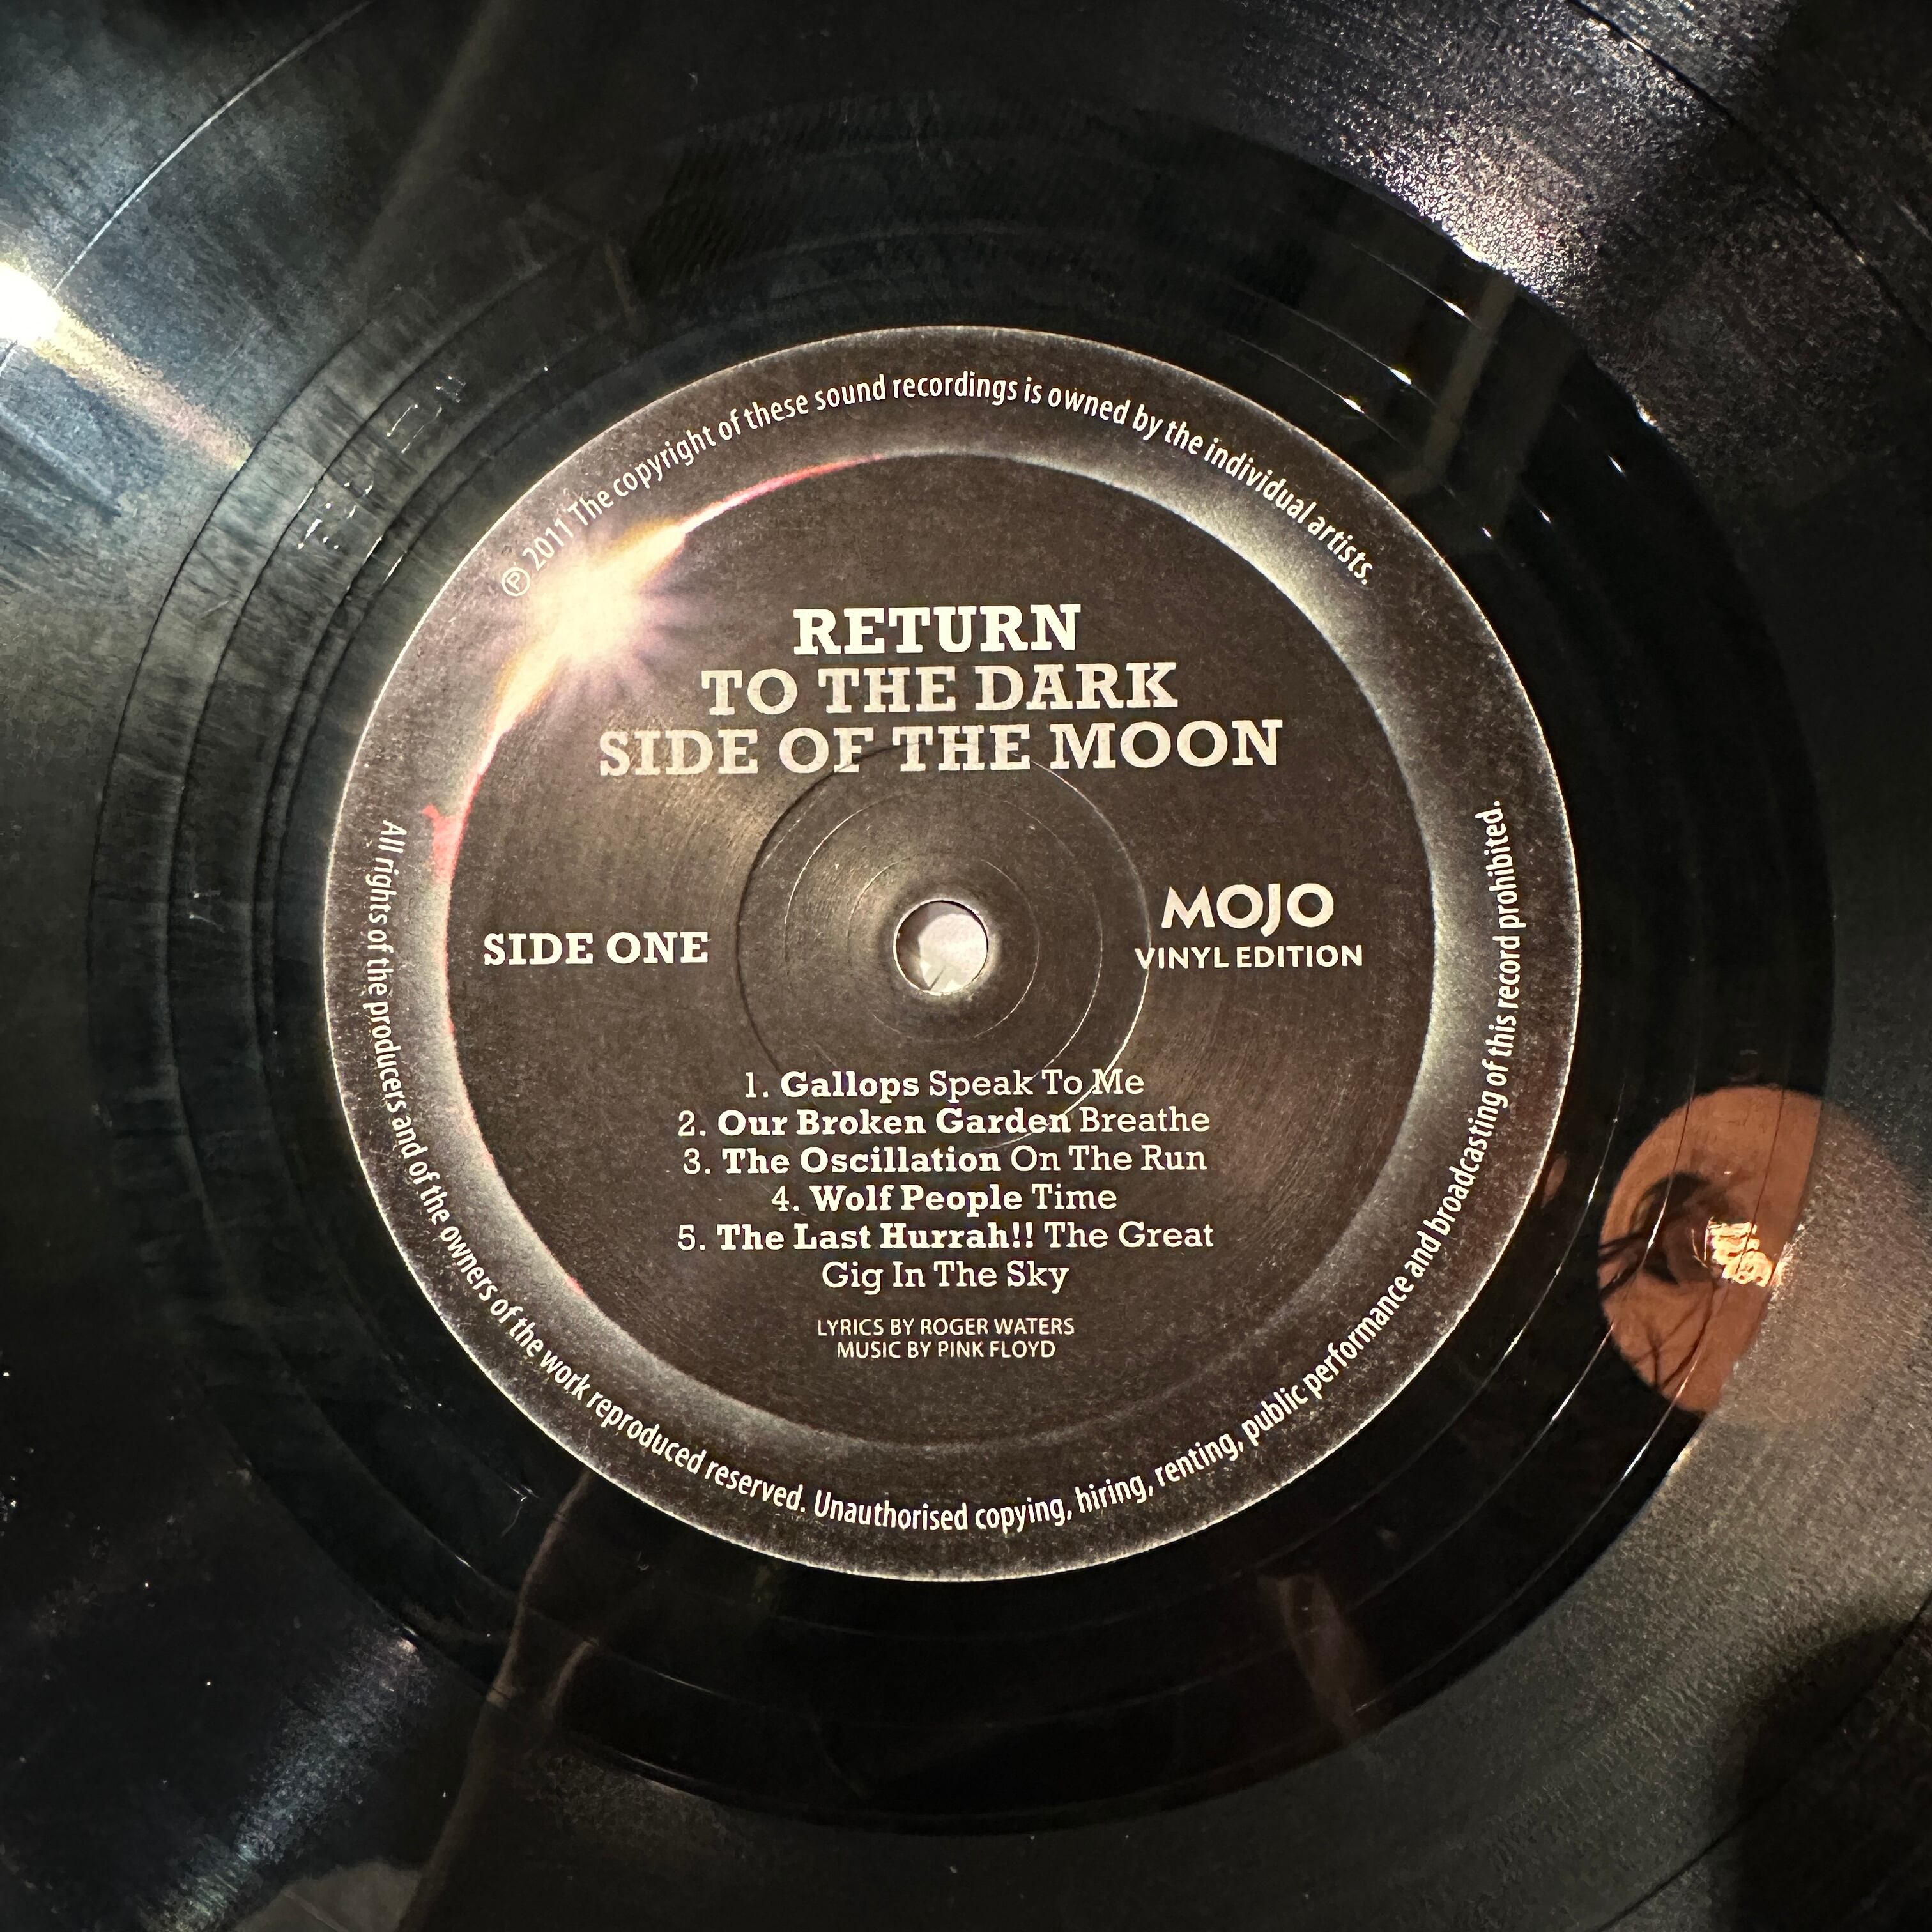 ℗ 2011 The copyright of these sound recordings is owned by the individual artists.
RETURN
TO THE DARK
SIDE OF THE MOON
SIDE ONE
MOJO
VINYL EDITION
1. Gallops Speak To Me
2. Our Broken Garden Breathe
3. The Oscillation On The Run
4. Wolf People Time
5. The Last Hurrah!! The Great
Gig In The Sky
LYRICS BY ROGER WATERS
MUSIC BY PINK FLOYD
All rights of the producers and of the owners of the work reproduced reserved. Unauthorised copying, hiring, renting, public performance and broadcasting of this record prohibited.